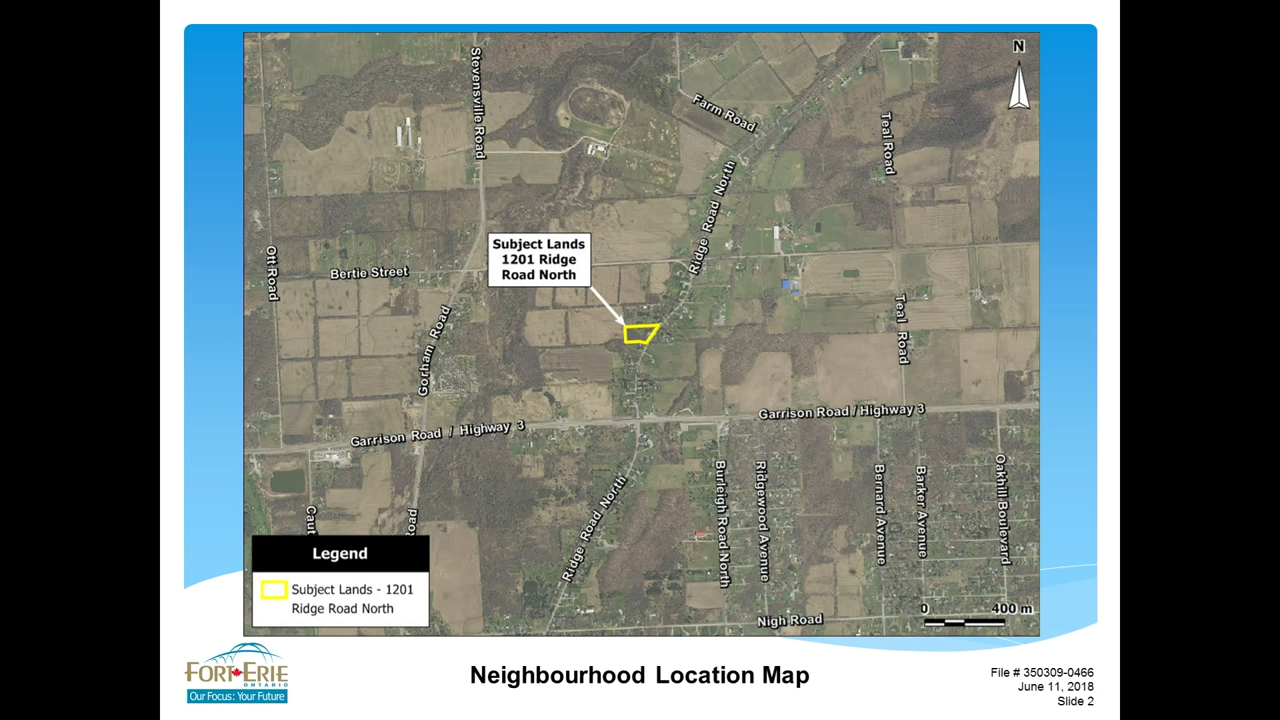 N
Stevensville Road
Farm Road
Teal Road
Ridge Road North
Subject Lands
1201 Ridge
Road North
Ott Road
Bertie Street
Gorham Road
Teal Road
Garrison Road / Highway 3
Garrison Road / Highway 3
Ridge Road North
Burleigh Road North
Ridgewood Avenue
Bernard Avenue
Barker Avenue
Oakhill Boulevard
Caut
Road
Legend
Subject Lands - 1201
Ridge Road North
Nigh Road
0 400 m
FORT ERIE
ONTARIO
Our Focus: Your Future
Neighbourhood Location Map
File # 350309-0466
June 11, 2018
Slide 2